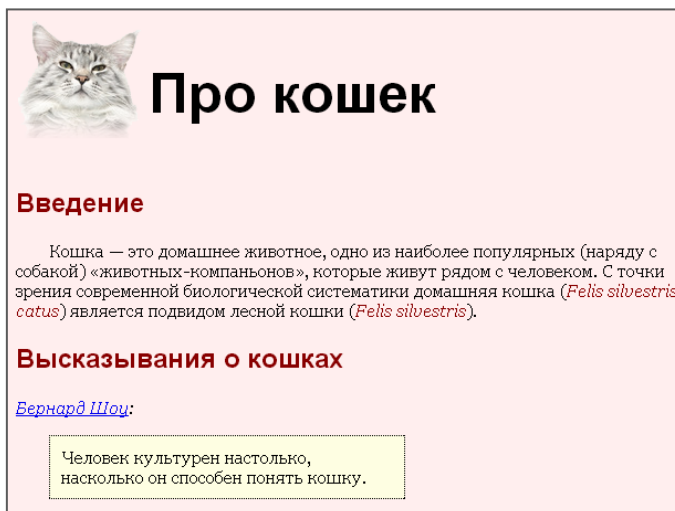 Про кошек
Введение
Кошка — это домашнее животное, одно из наиболее популярных (наряду с
собакой) «животных-компаньонов», которые живут рядом с человеком. С точки
зрения современной биологической систематики домашняя кошка (Felis silvestris
catus) является подвидом лесной кошки (Felis silvestris).
Высказывания о кошках
Бернард Шоу:
Человек культурен настолько,
насколько он способен понять кошку.